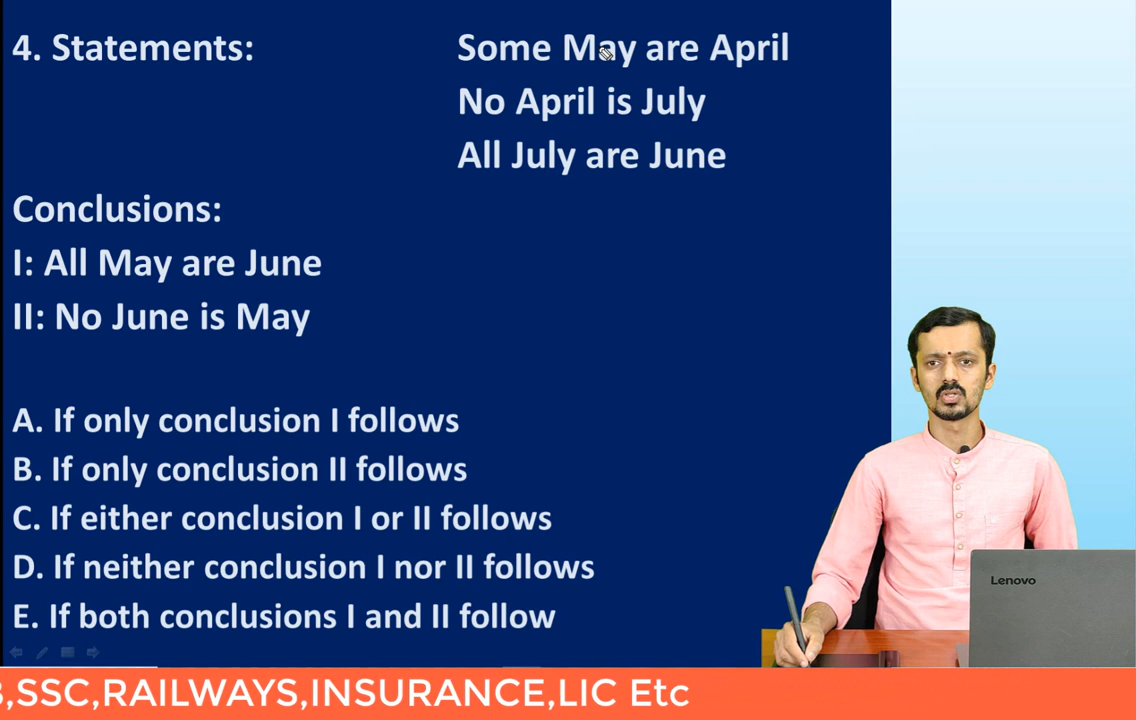 4. Statements: Some May are April
No April is July
All July are June
Conclusions:
I: All May are June
II: No June is May
A. If only conclusion I follows
B. If only conclusion II follows
C. If either conclusion I or II follows
D. If neither conclusion I nor II follows
E. If both conclusions I and II follow
Lenovo
,SSC,RAILWAYS,INSURANCE,LIC Etc